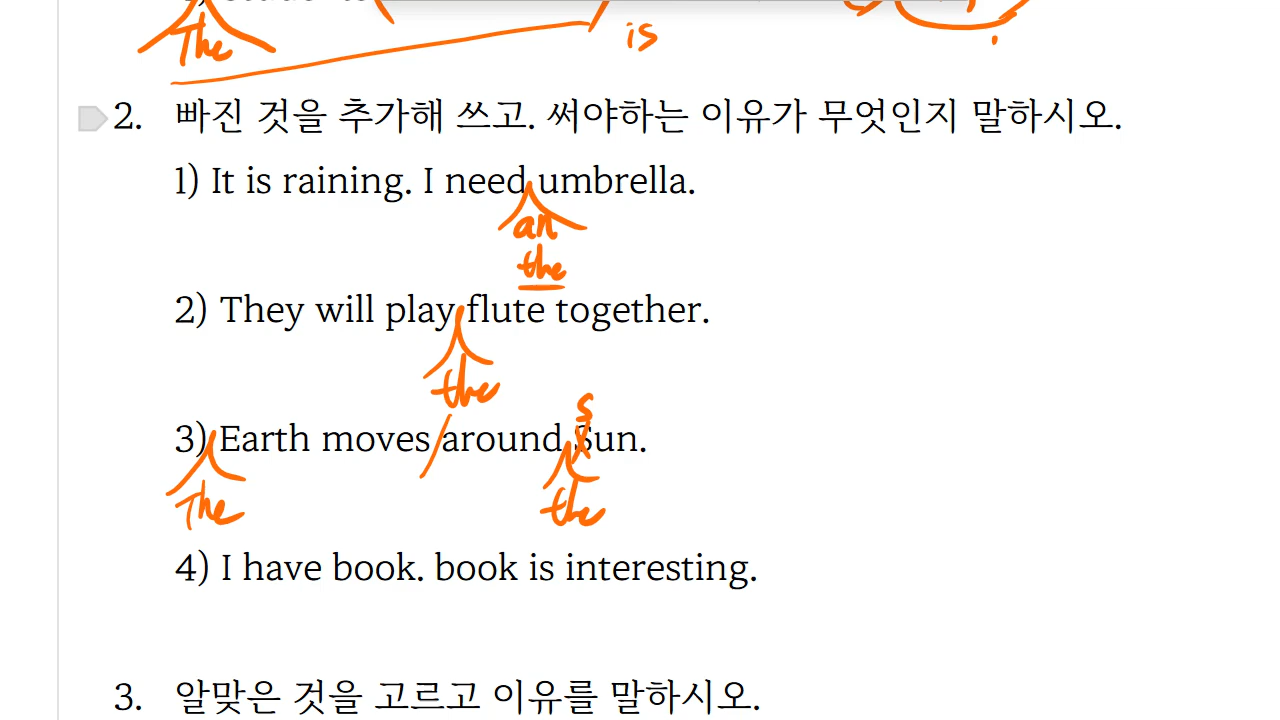 The
is
2. 빠진 것을 추가해 쓰고. 써야하는 이유가 무엇인지 말하시오.
1) It is raining. I need umbrella.
an
the
2) They will play flute together.
the
s
3) Earth moves around Sun.
The the
4) I have book. book is interesting.
3. 알맞은 것을 고르고 이유를 말하시오.